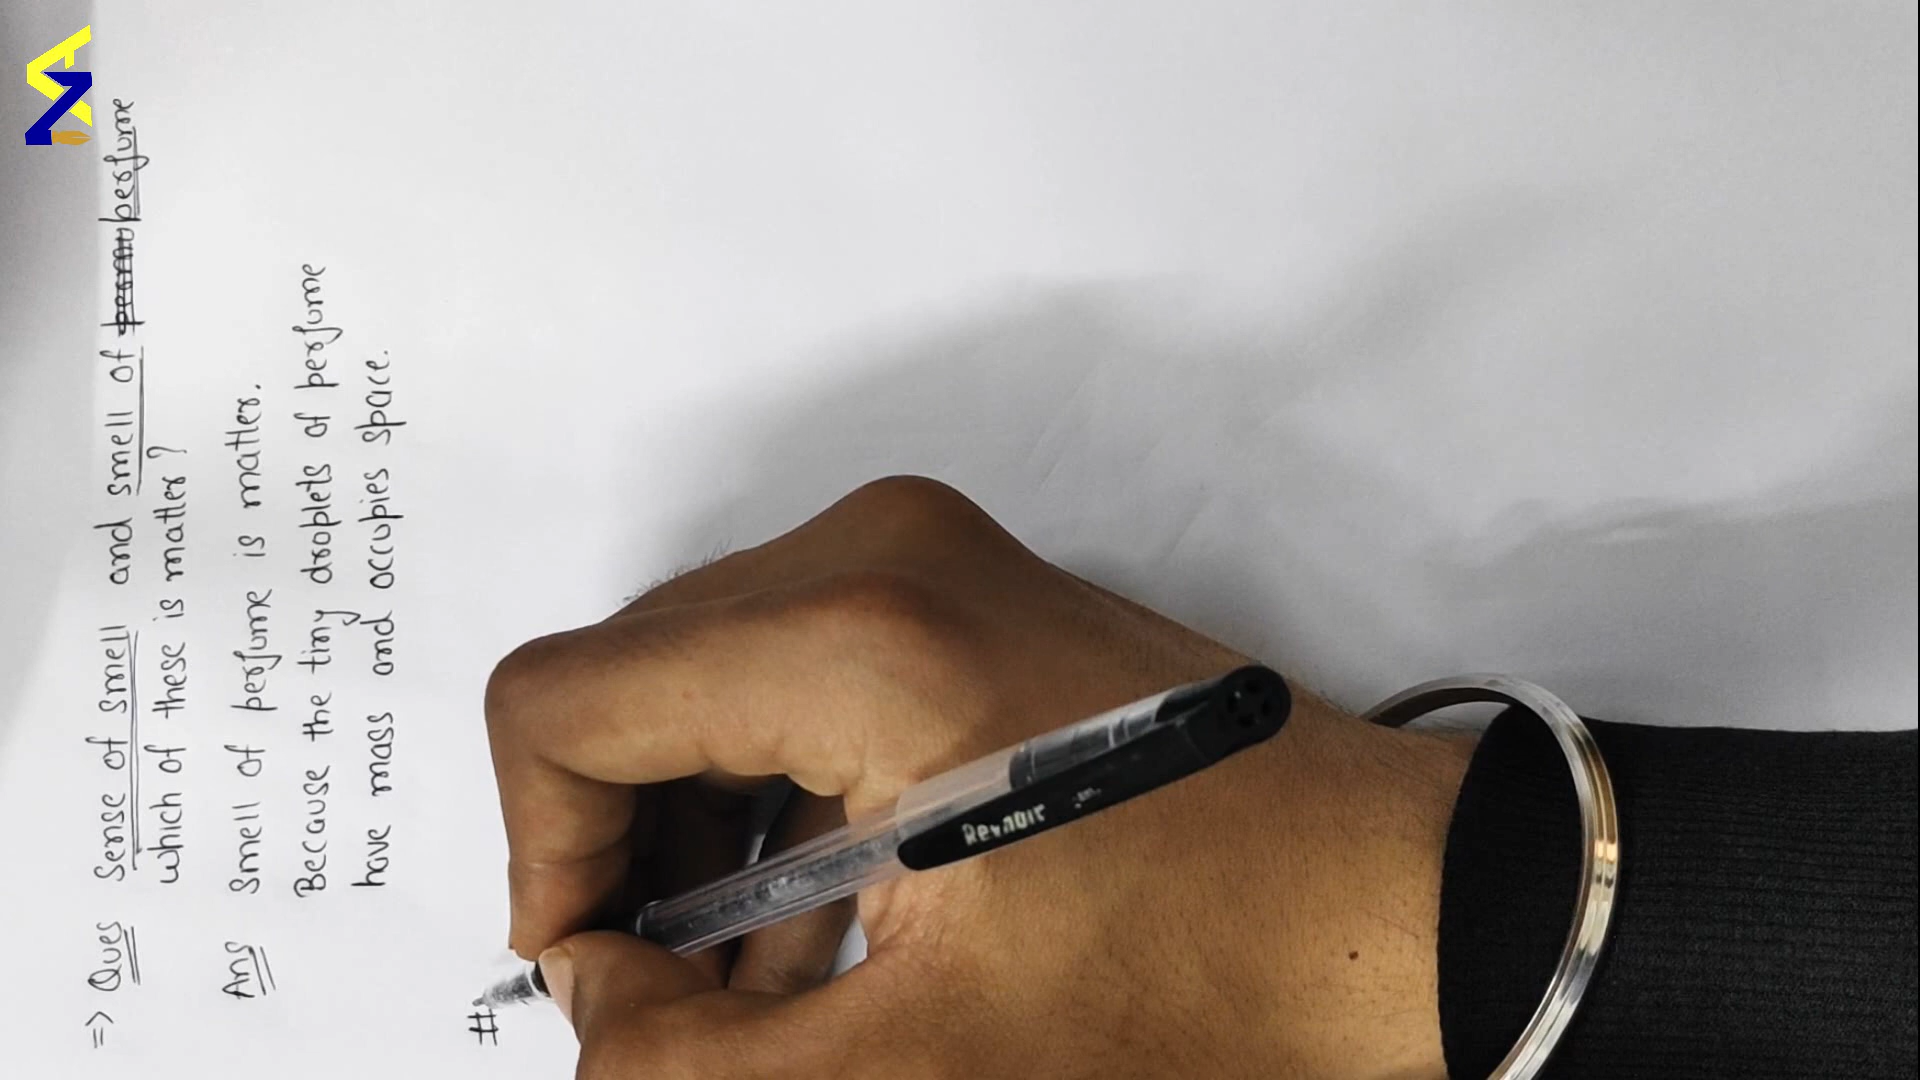 => Ques Sense of smell and smell of perfume
which of these is matter?
Ans Smell of perfume is matter.
Because the tiny droplets of perfume
have mass and occupies space.
#